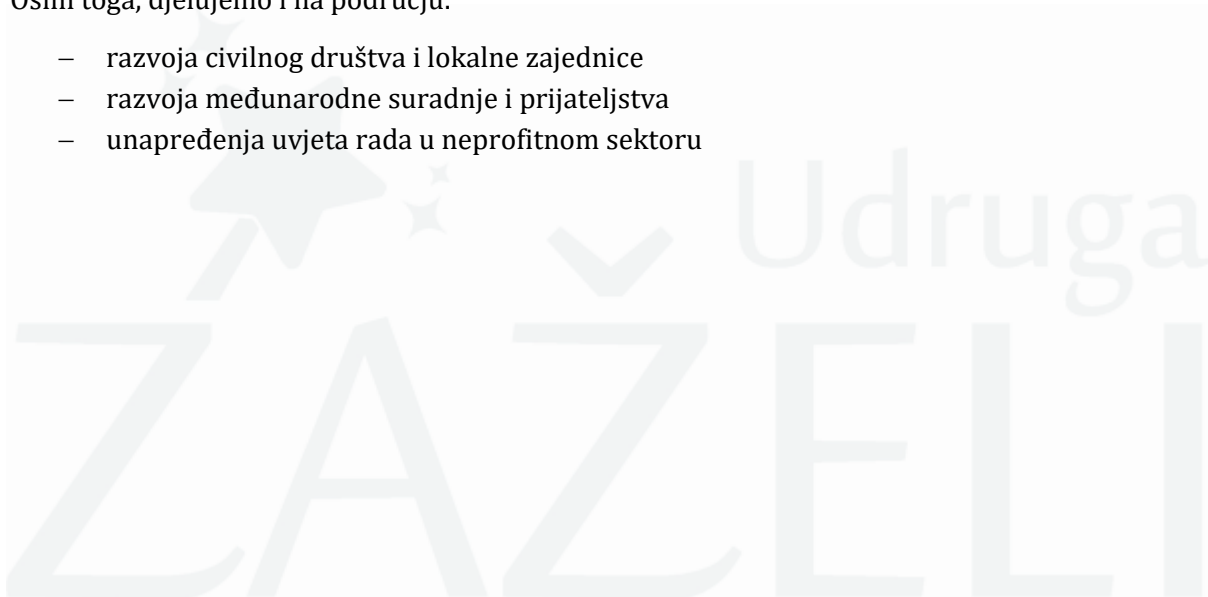 Osim toga, djelujemo i na području:
– razvoja civilnog društva i lokalne zajednice
– razvoja međunarodne suradnje i prijateljstva
– unapređenja uvjeta rada u neprofitnom sektoru
Udruga
ZAŽELI